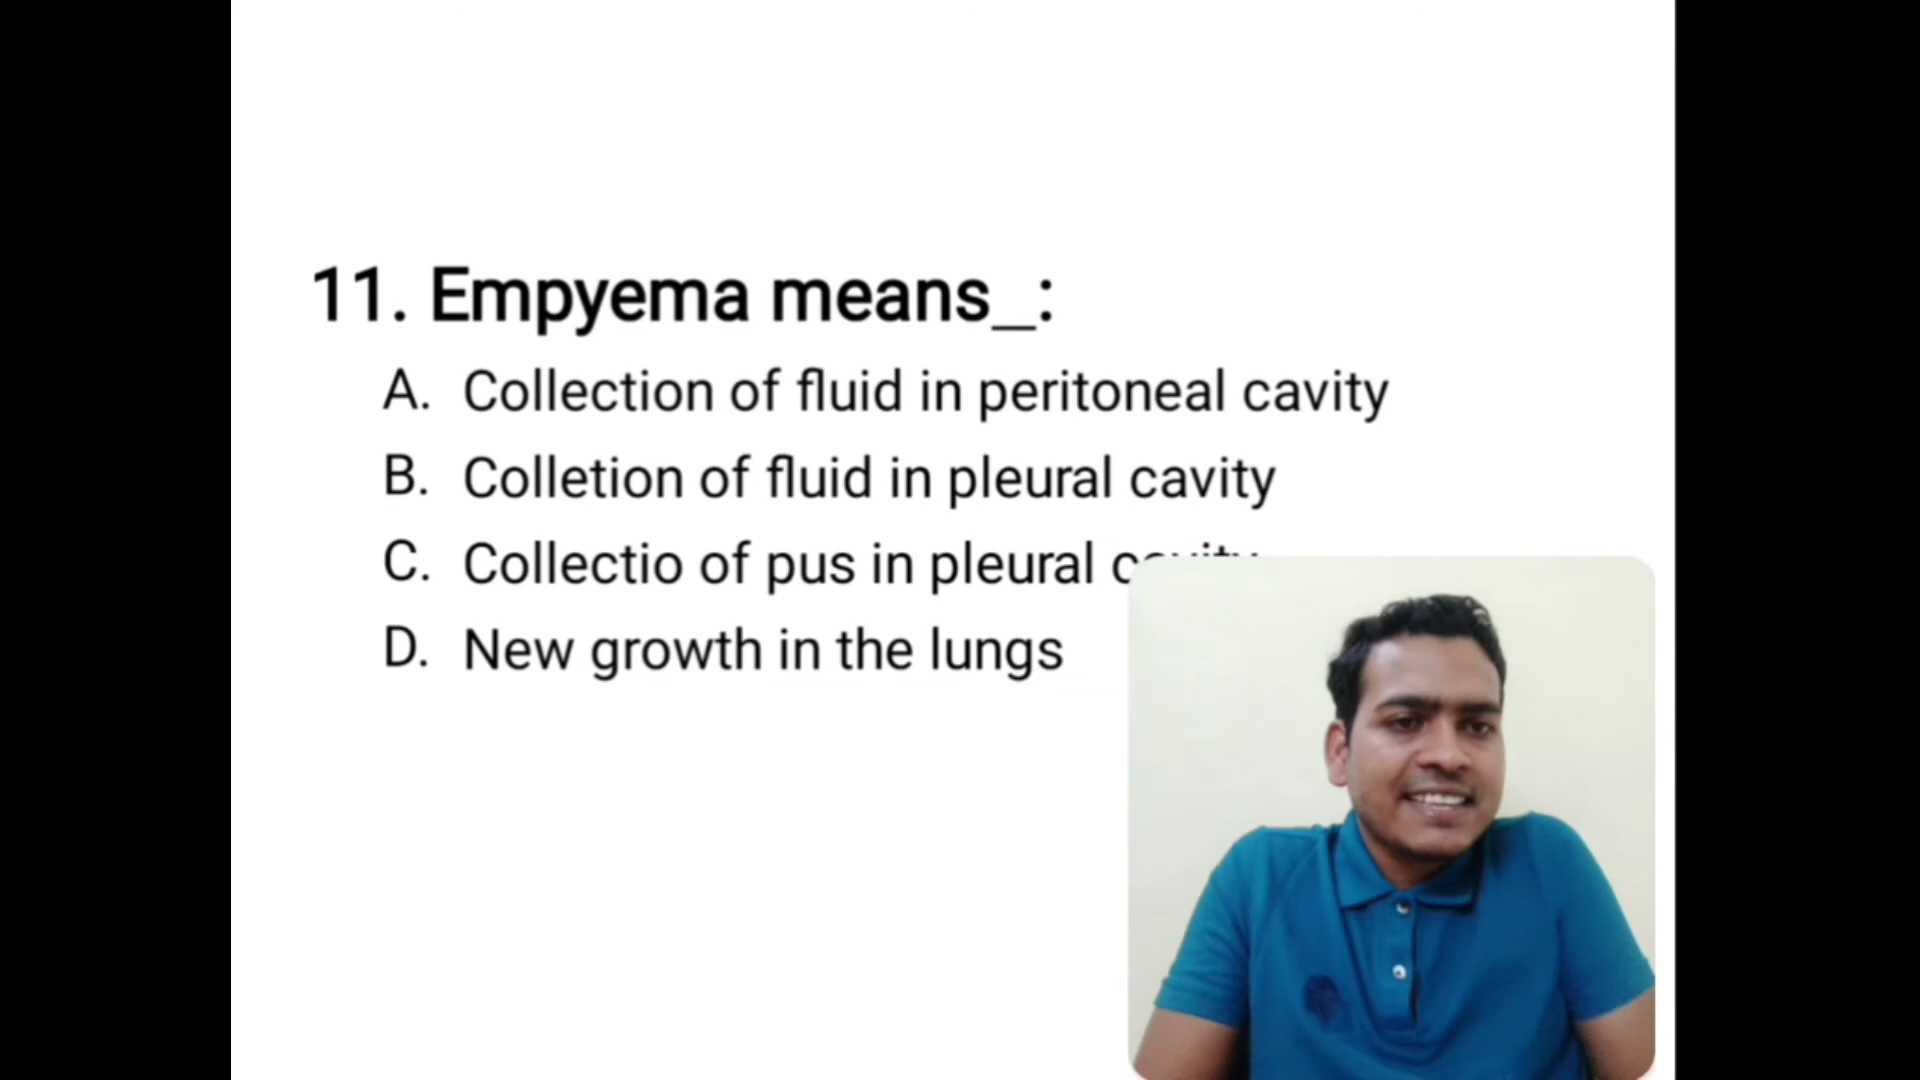 11. Empyema means_:
A. Collection of fluid in peritoneal cavity
B. Colletion of fluid in pleural cavity
C. Collectio of pus in pleural
D. New growth in the lungs